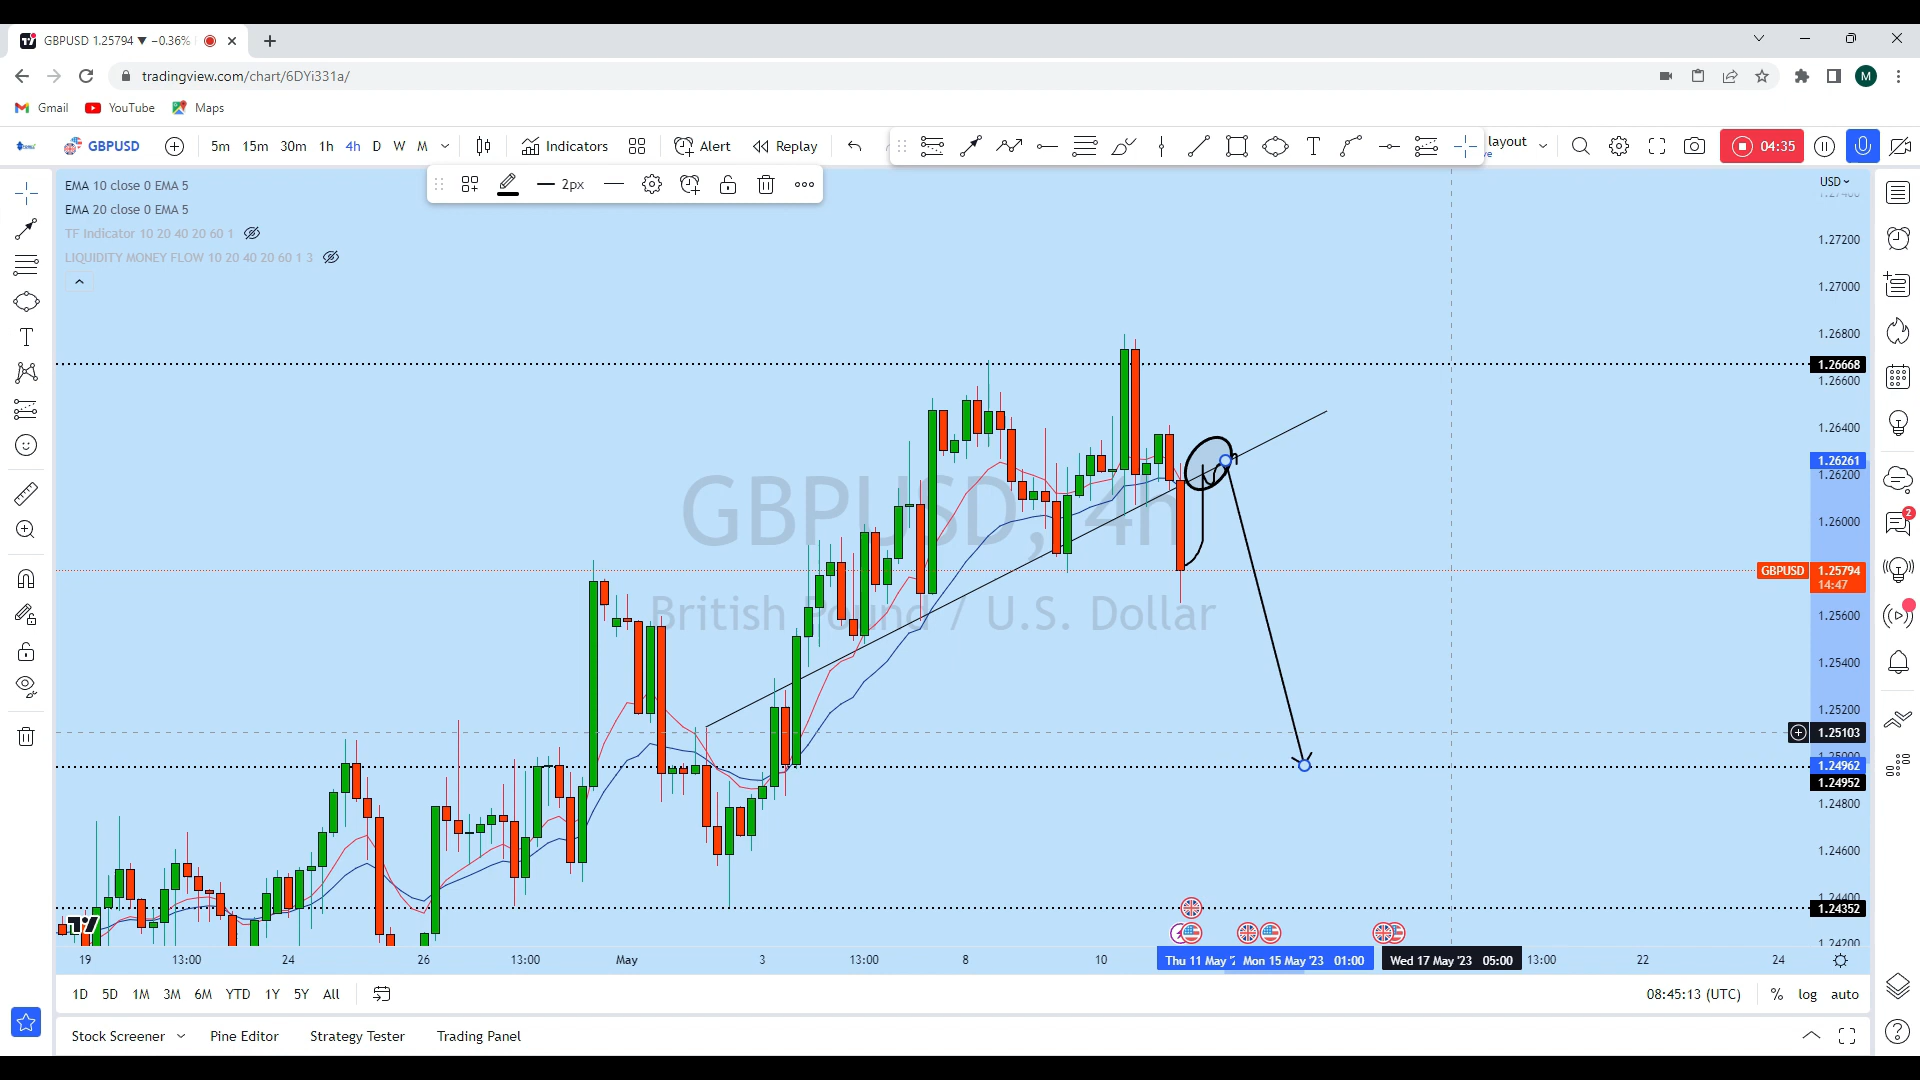 GBPUSD 1.25794 ▼ −0.36%
tradingview.com/chart/6DYi331a/
M
Gmail YouTube Maps
GBPUSD 5m 15m 30m 1h 4h D W M Indicators Alert Replay layout 04:35
2px
EMA 10 close 0 EMA 5
EMA 20 close 0 EMA 5
TF Indicator 10 20 40 20 60 1
LIQUIDITY MONEY FLOW 10 20 40 20 60 1 3
USD
1.27200
1.27000
1.26800
1.26668
1.26600
1.26400
1.26261
1.26200
GBPUSD, 4h
1.26000
GBPUSD 1.25794
14:47
British Pound / U.S. Dollar
1.25600
1.25400
1.25200
1.25103
1.24962
1.24952
1.24800
1.24600
1.24352
1.24200
2
19 13:00 24 26 13:00 May 3 13:00 8 10 Thu 11 May '2 Mon 15 May '23 01:00 Wed 17 May '23 05:00 13:00 22 24
1D 5D 1M 3M 6M YTD 1Y 5Y All 08:45:13 (UTC) % log auto
Stock Screener Pine Editor Strategy Tester Trading Panel